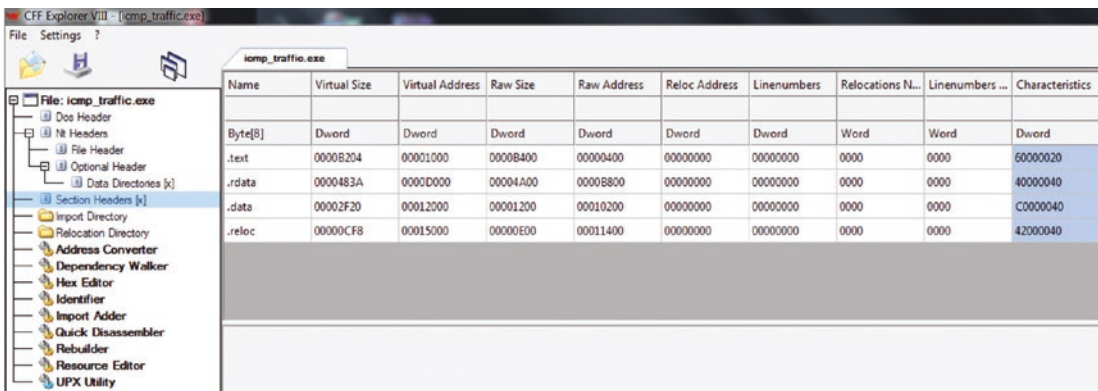 CFF Explorer VIII - [icmp_traffic.exe]
File Settings ?
icmp_traffic.exe
File: icmp_traffic.exe
Dos Header
Nt Headers
File Header
Optional Header
Data Directories [x]
Section Headers [x]
Import Directory
Relocation Directory
Address Converter
Dependency Walker
Hex Editor
Identifier
Import Adder
Quick Disassembler
Rebuilder
Resource Editor
UPX Utility
Name Virtual Size Virtual Address Raw Size Raw Address Reloc Address Linenumbers Relocations N... Linenumbers ... Characteristics
Byte[8] Dword Dword Dword Dword Dword Dword Word Word Dword
.text 0000B204 00001000 0000B400 00000400 00000000 00000000 0000 0000 60000020
.rdata 0000483A 0000D000 00004A00 0000B800 00000000 00000000 0000 0000 40000040
.data 00002F20 00012000 00001200 00010200 00000000 00000000 0000 0000 C0000040
.reloc 00000CF8 00015000 00000E00 00011400 00000000 00000000 0000 0000 42000040